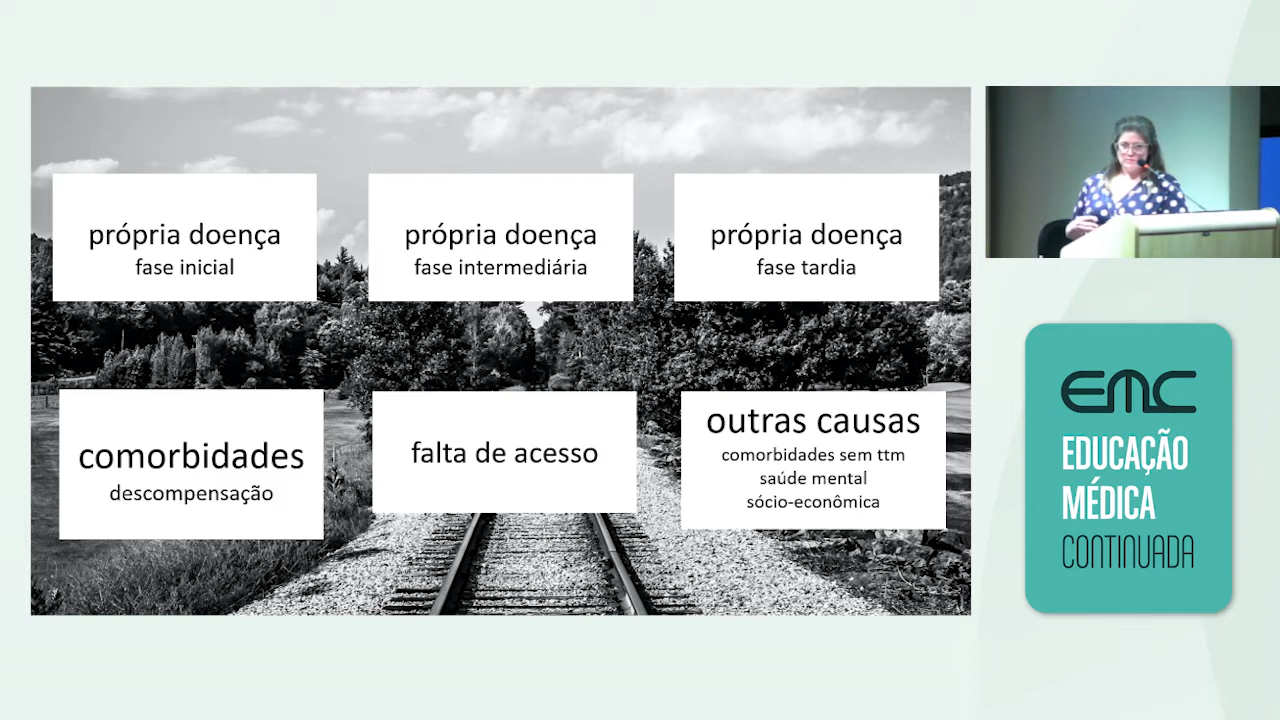 própria doença
fase inicial
própria doença
fase intermediária
própria doença
fase tardia
comorbidades
descompensação
falta de acesso
outras causas
comorbidades sem ttm
saúde mental
sócio-econômica
EMC
EDUCAÇÃO
MÉDICA
CONTINUADA